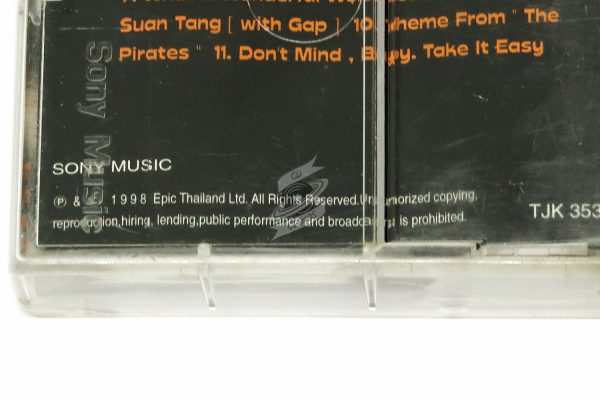 Suan Tang [ with Gap ] 10. Theme From " The
Pirates " 11. Don't Mind , Baby. Take It Easy
Sony Music
SONY MUSIC
℗ & © 1998 Epic Thailand Ltd. All Rights Reserved.Unauthorized copying,
reproduction,hiring, lending,public performance and broadcasting is prohibited.
TJK 353
CD